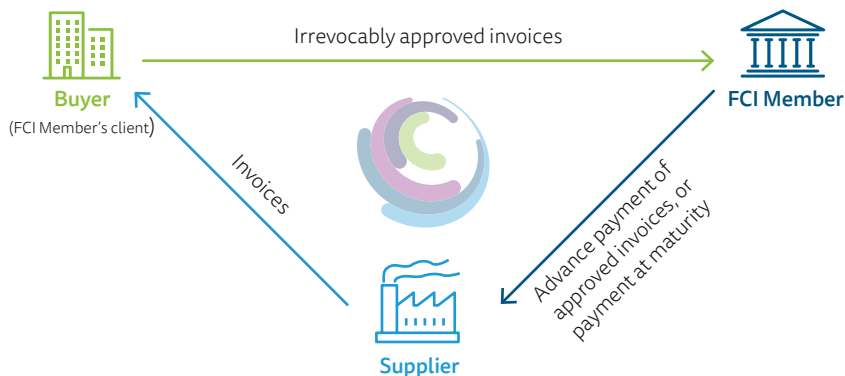 Irrevocably approved invoices
Buyer
(FCI Member's client)
FCI Member
Invoices
Advance payment of
approved invoices, or
payment at maturity
Supplier